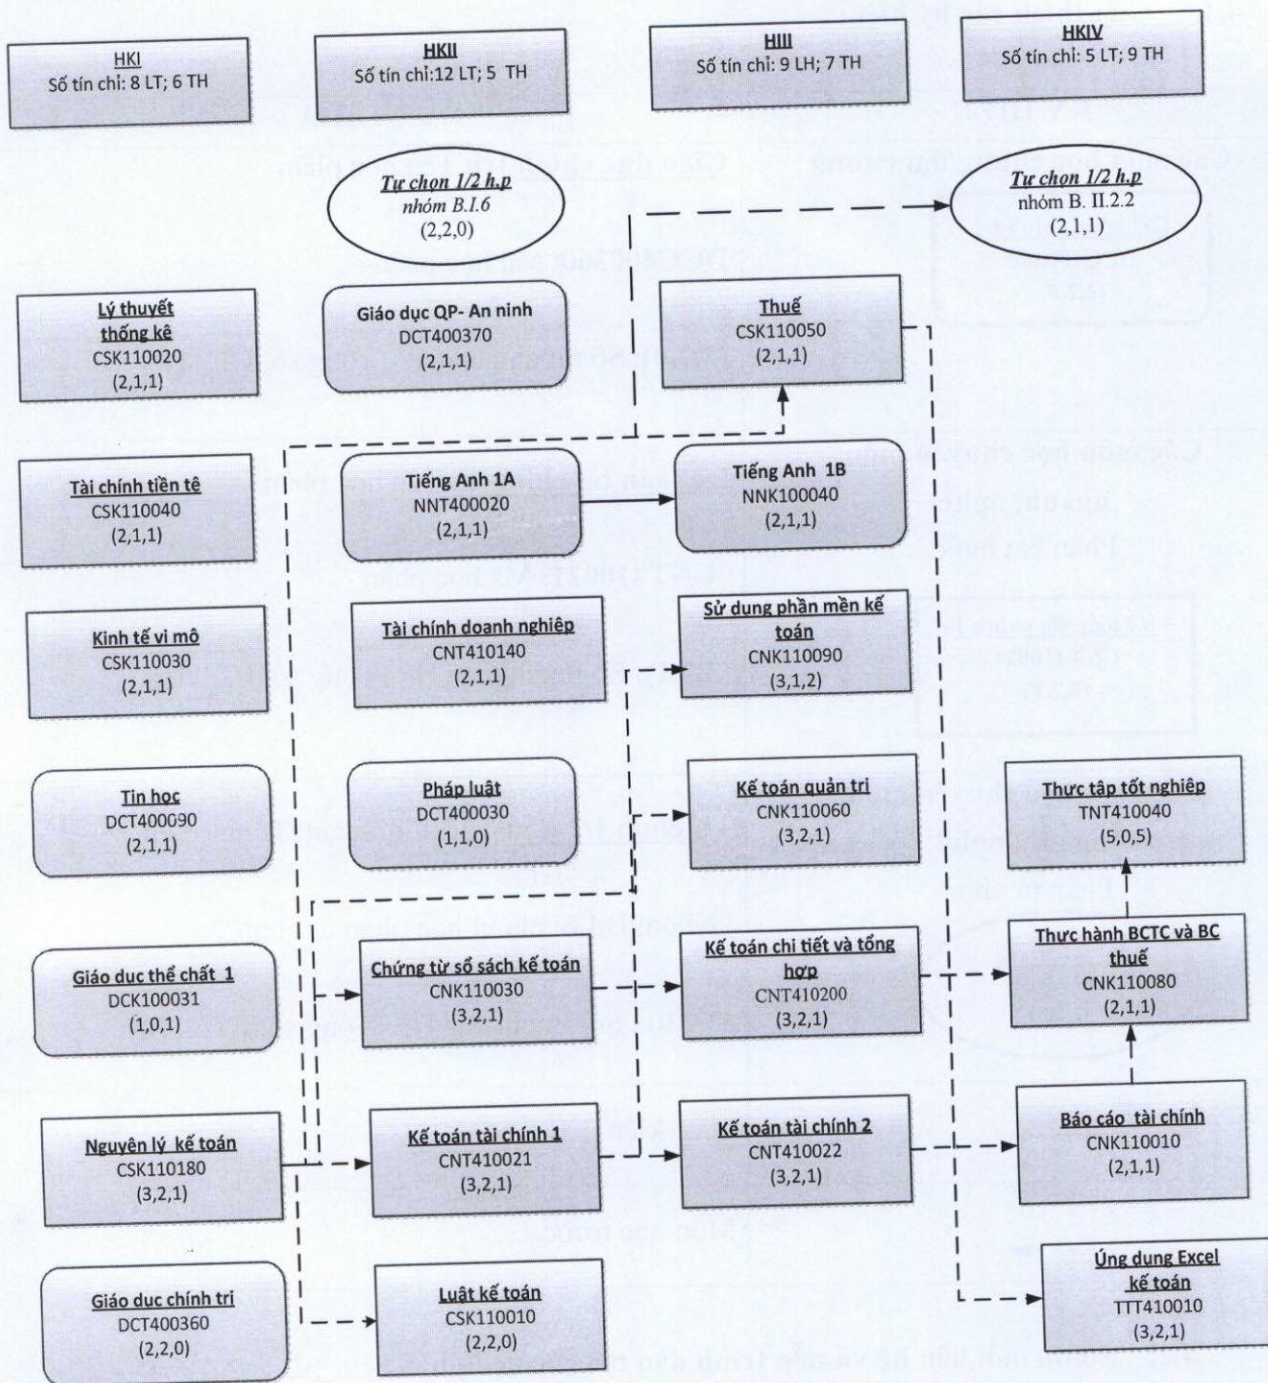 HKI
Số tín chỉ: 8 LT; 6 TH
HKII
Số tín chỉ:12 LT; 5 TH
HIII
Số tín chỉ: 9 LH; 7 TH
HKIV
Số tín chỉ: 5 LT; 9 TH
Tự chọn 1/2 h.p
nhóm B.I.6
(2,2,0)
Tự chọn 1/2 h.p
nhóm B. II.2.2
(2,1,1)
Lý thuyết
thống kê
CSK110020
(2,1,1)
Giáo dục QP- An ninh
DCT400370
(2,1,1)
Thuế
CSK110050
(2,1,1)
Tài chính tiền tệ
CSK110040
(2,1,1)
Tiếng Anh 1A
NNT400020
(2,1,1)
Tiếng Anh 1B
NNK100040
(2,1,1)
Kinh tế vi mô
CSK110030
(2,1,1)
Tài chính doanh nghiệp
CNT410140
(2,1,1)
Sử dụng phần mền kế
toán
CNK110090
(3,1,2)
Tin học
DCT400G90
(2,1,1)
Pháp luật
DCT400030
(1,1,0)
Kế toán quản trị
CNK110060
(3,2,1)
Thực tập tốt nghiệp
TNT410040
(5,0,5)
Giáo dục thể chất 1
DCK100031
(1,0,1)
Chứng từ sổ sách kế toán
CNK110030
(3,2,1)
Kế toán chi tiết và tổng
hợp
CNT410200
(3,2,1)
Thực hành BCTC và BC
thuế
CNK110080
(2,1,1)
Nguyên lý kế toán
CSK110180
(3,2,1)
Kế toán tài chính 1
CNT410021
(3,2,1)
Kế toán tài chính 2
CNT410022
(3,2,1)
Báo cáo tài chính
CNK110010
(2,1,1)
Giáo dục chính trị
DCT400360
(2,2,0)
Luật kế toán
CSK110010
(2,2,0)
Úng dụng Excel
kế toán
TTT410010
(3,2,1)